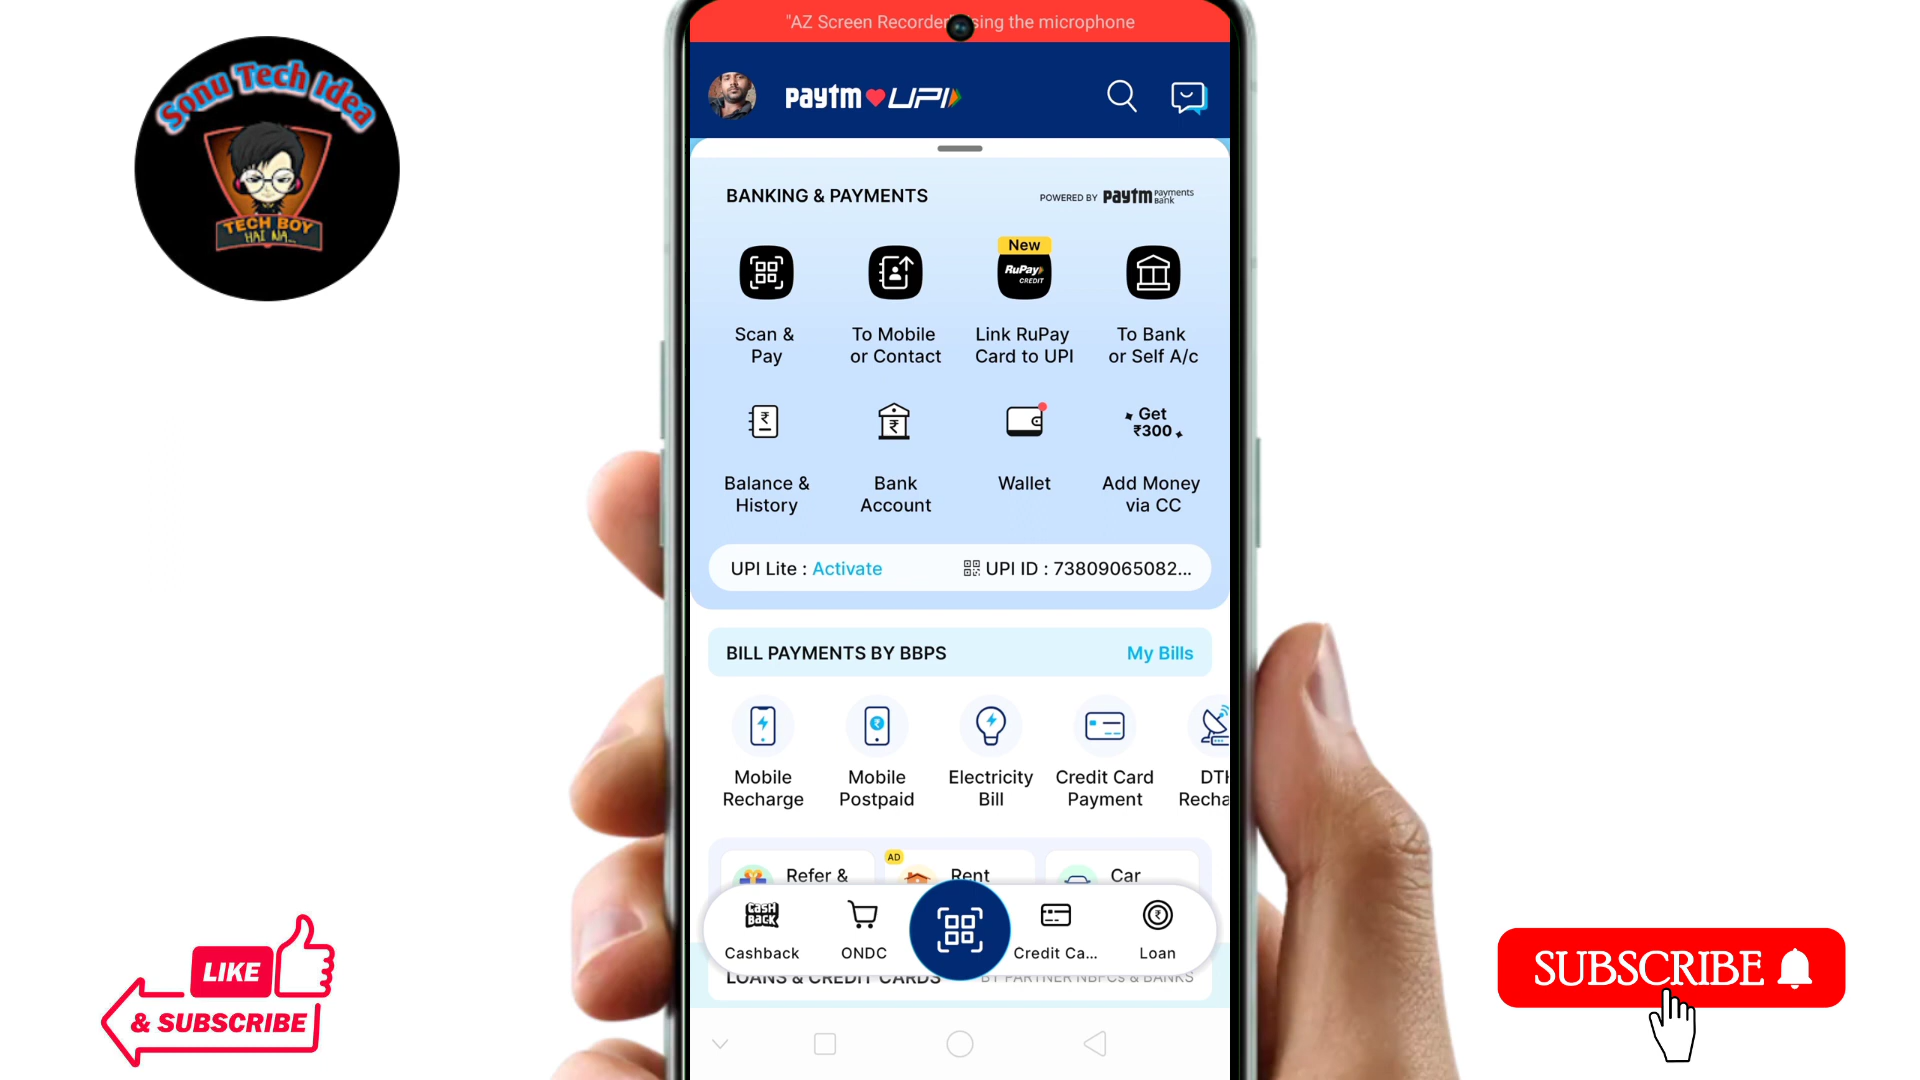 "AZ Screen Recorder sing the microphone
Sonu Tech Idea
TECH BOY
HAI NA...
paytm UPI
BANKING & PAYMENTS
POWERED BY paytm Payments Bank
New
RuPay
CREDIT
Scan & Pay
To Mobile or Contact
Link RuPay Card to UPI
To Bank or Self A/c
Get ₹300
Balance & History
Bank Account
Wallet
Add Money via CC
UPI Lite : Activate
UPI ID : 73809065082...
BILL PAYMENTS BY BBPS
My Bills
Mobile Recharge
Mobile Postpaid
Electricity Bill
Credit Card Payment
DTH Recha
Refer &
AD
Rent
Car
CASH BACK
Cashback
ONDC
Credit Ca...
Loan
LOANS & CREDIT CARDS
BY PARTNER NBFCs & BANKS
LIKE
& SUBSCRIBE
SUBSCRIBE